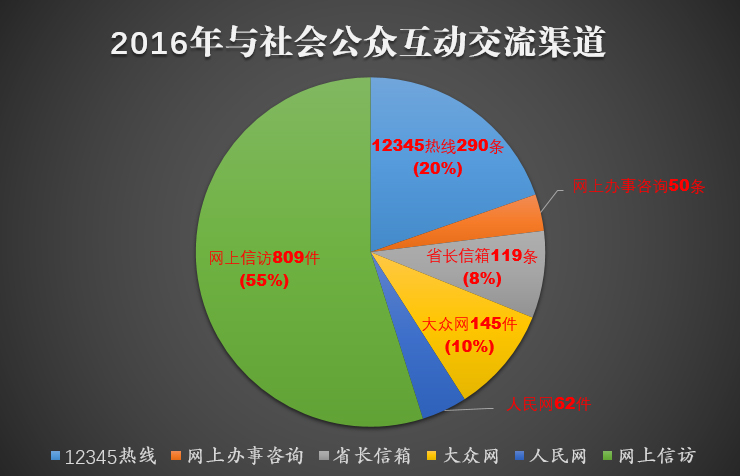 2016年与社会公众互动交流渠道
12345热线290条
(20%)
网上办事咨询50条
省长信箱119条
(8%)
网上信访809件
(55%)
大众网145件
(10%)
人民网62件
12345热线 网上办事咨询 省长信箱 大众网 人民网 网上信访